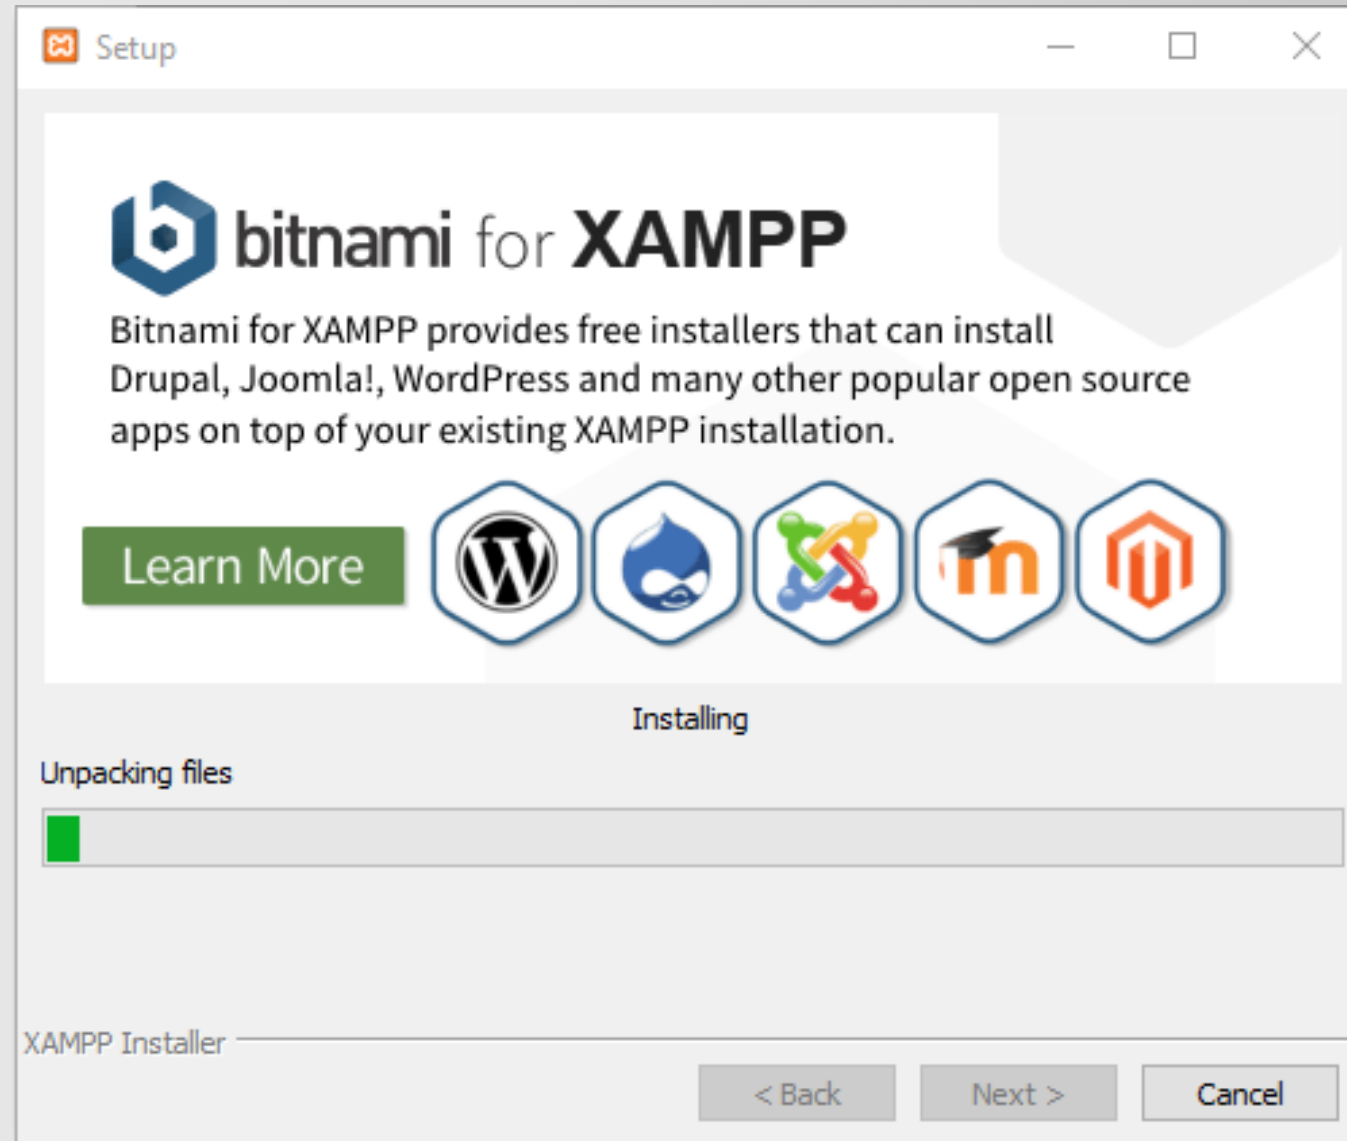 Setup
bitnami for XAMPP
Bitnami for XAMPP provides free installers that can install
Drupal, Joomla!, WordPress and many other popular open source
apps on top of your existing XAMPP installation.
Learn More
Installing
Unpacking files
XAMPP Installer
< Back
Next >
Cancel